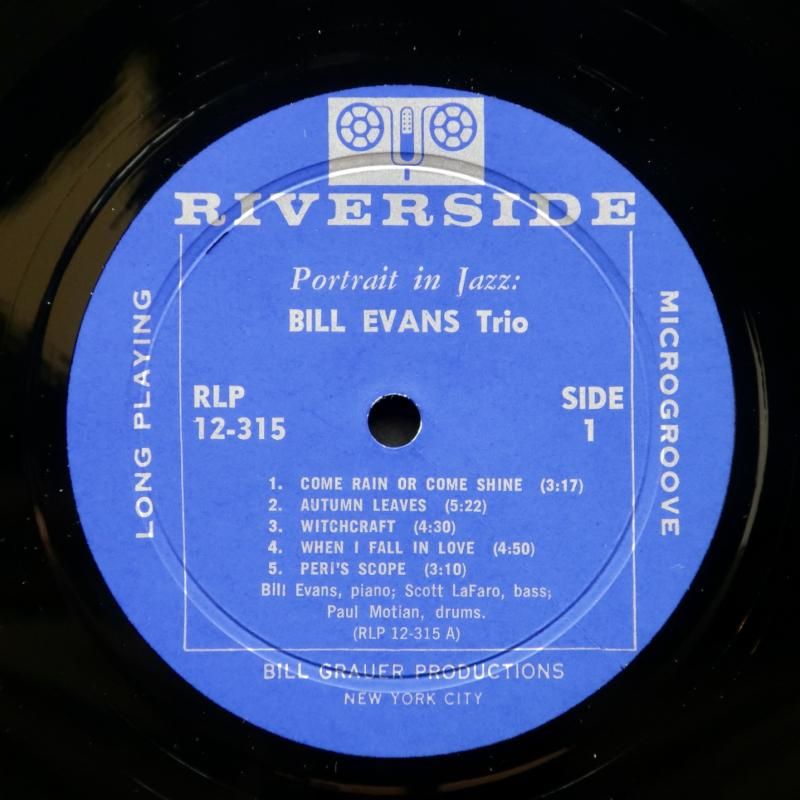 RIVERSIDE
Portrait in Jazz:
BILL EVANS Trio
LONG PLAYING
MICROGROOVE
RLP
12-315
SIDE
1
1. COME RAIN OR COME SHINE (3:17)
2. AUTUMN LEAVES (5:22)
3. WITCHCRAFT (4:30)
4. WHEN I FALL IN LOVE (4:50)
5. PERI'S SCOPE (3:10)
Bill Evans, piano; Scott LaFaro, bass;
Paul Motian, drums.
(RLP 12-315 A)
BILL GRAUER PRODUCTIONS
NEW YORK CITY